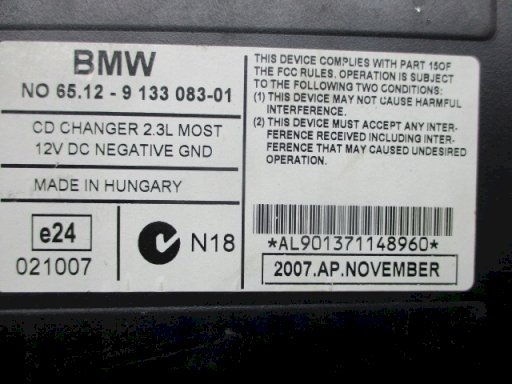 BMW
NO 65.12 - 9 133 083-01
CD CHANGER 2.3L MOST
12V DC NEGATIVE GND
MADE IN HUNGARY
e24
021007
N18
THIS DEVICE COMPLIES WITH PART 15OF
THE FCC RULES. OPERATION IS SUBJECT
TO THE FOLLOWING TWO CONDITIONS:
(1) THIS DEVICE MAY NOT CAUSE HARMFUL
INTERFERENCE.
(2) THIS DEVICE MUST ACCEPT ANY INTER-
FERENCE RECEIVED INCLUDING INTER-
FERENCE THAT MAY CAUSED UNDESIRED
OPERATION.
*AL901371148960*
2007.AP.NOVEMBER